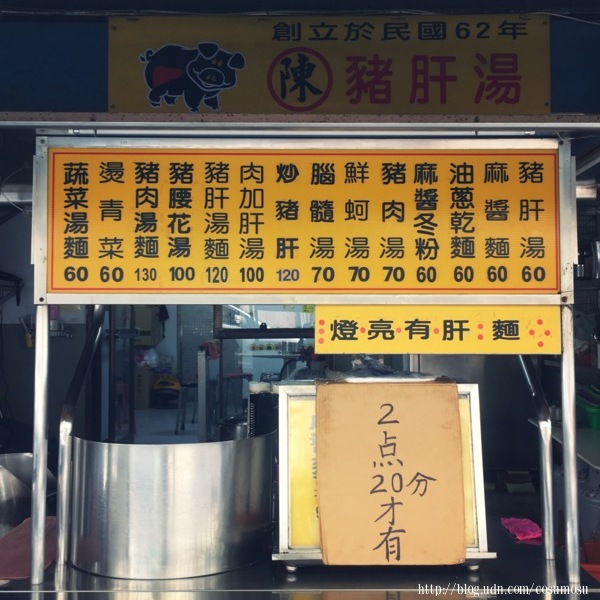 創立於民國62年
陳 豬肝湯
豬肝湯 60
麻醬麵 60
油蔥乾麵 60
麻醬冬粉 60
豬肉湯 70
鮮蚵湯 70
腦髓湯 70
炒豬肝 120
肉加肝湯 100
豬肝湯麵 120
豬腰花湯 100
豬肉湯麵 130
燙青菜 60
蔬菜湯麵 60
燈·亮·有·肝:麵
2点20分才有
http://blog.udn.com/cosumosu